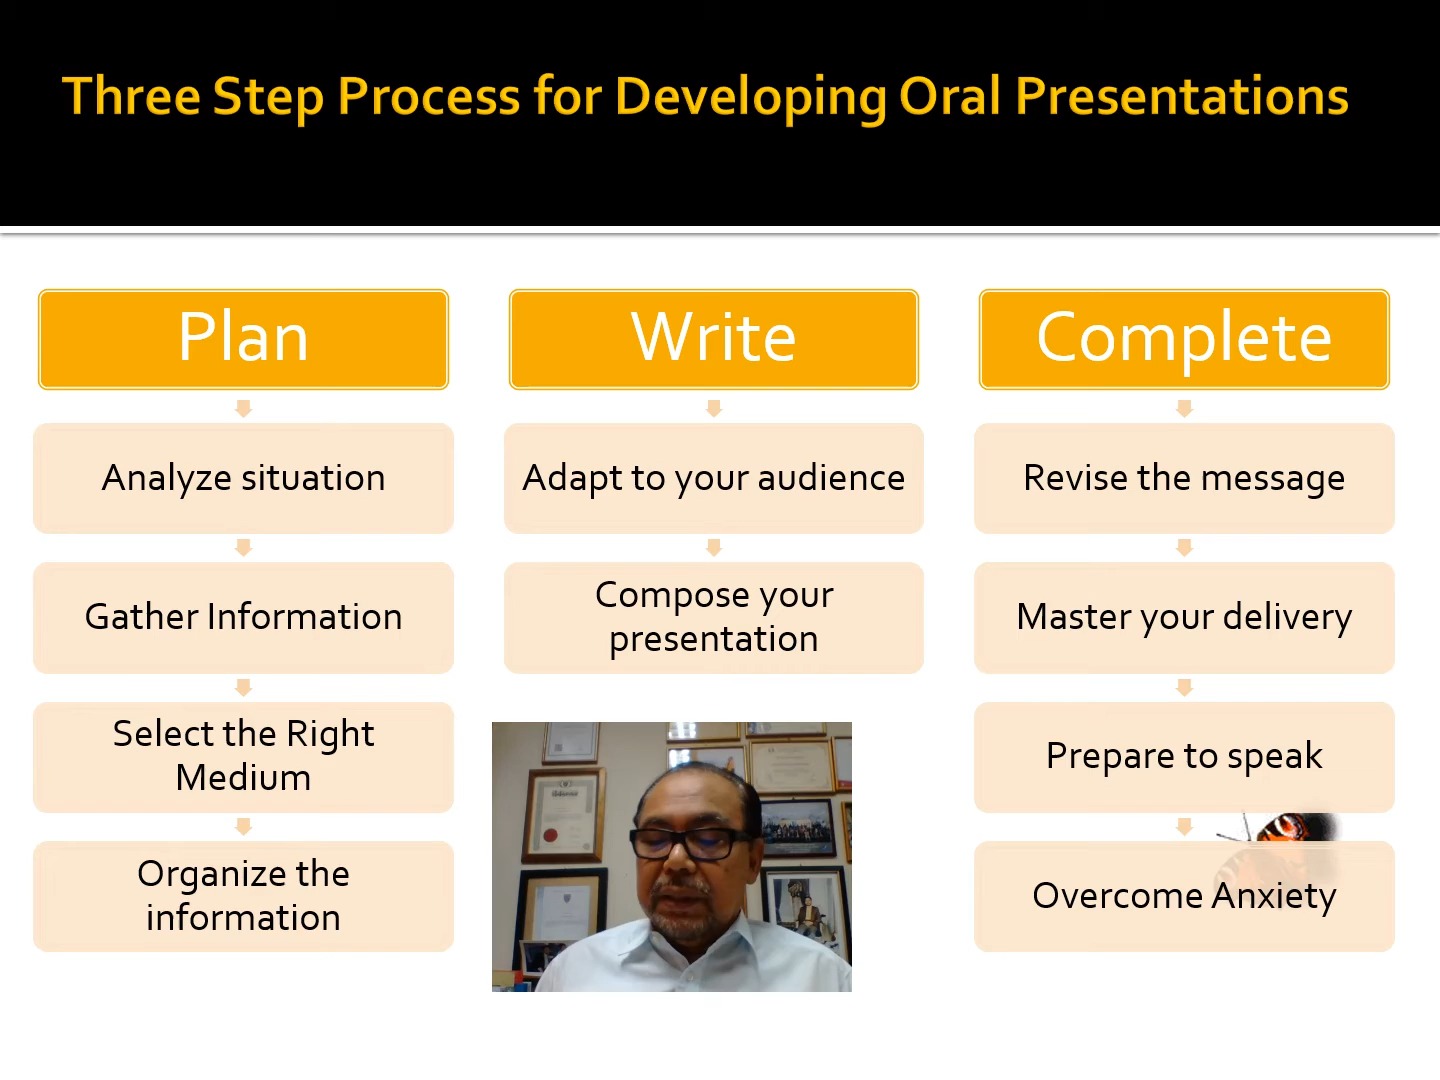 Three Step Process for Developing Oral Presentations
Plan
Analyze situation
Gather Information
Select the Right
Medium
Organize the
information
Write
Adapt to your audience
Compose your
presentation
Complete
Revise the message
Master your delivery
Prepare to speak
Overcome Anxiety